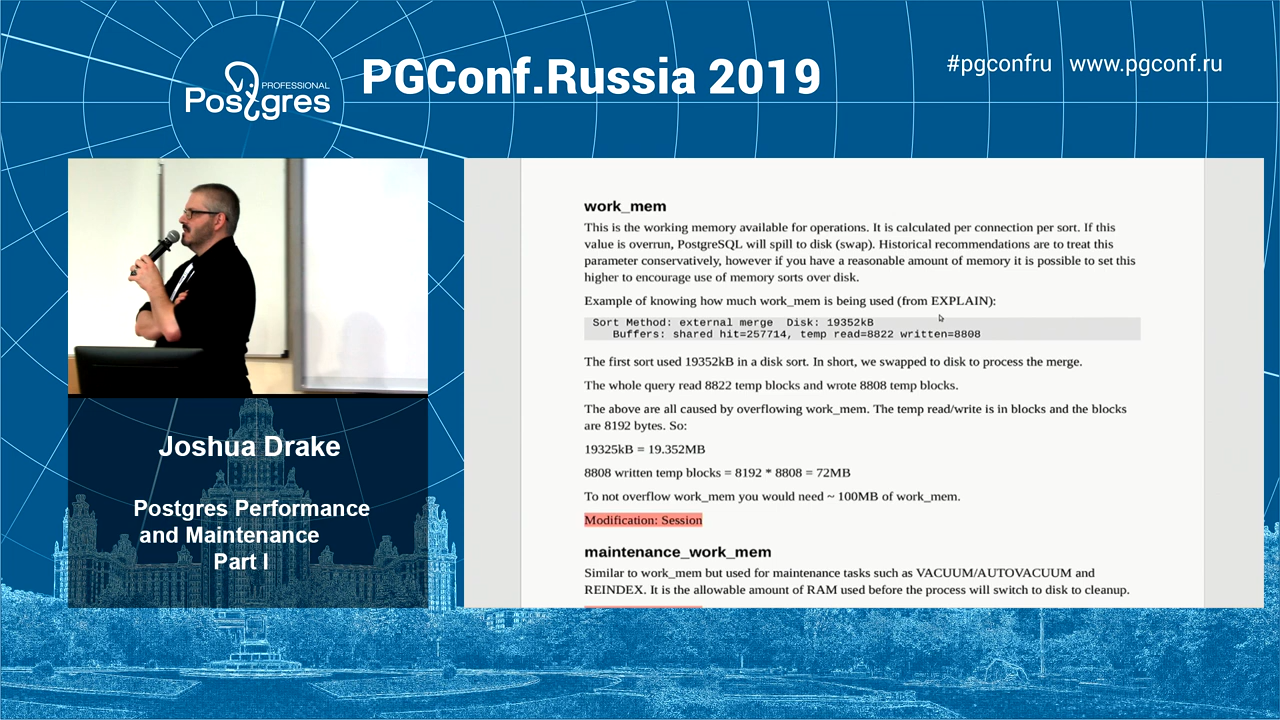 PROFESSIONAL
Postgres
PGConf.Russia 2019
#pgconfru www.pgconf.ru
Joshua Drake
Postgres Performance
and Maintenance
Part I
work_mem
This is the working memory available for operations. It is calculated per connection per sort. If this
value is overrun, PostgreSQL will spill to disk (swap). Historical recommendations are to treat this
parameter conservatively, however if you have a reasonable amount of memory it is possible to set this
higher to encourage use of memory sorts over disk.
Example of knowing how much work_mem is being used (from EXPLAIN):
Sort Method: external merge Disk: 19352kB
Buffers: shared hit=257714, temp read=8822 written=8808
The first sort used 19352kB in a disk sort. In short, we swapped to disk to process the merge.
The whole query read 8822 temp blocks and wrote 8808 temp blocks.
The above are all caused by overflowing work_mem. The temp read/write is in blocks and the blocks
are 8192 bytes. So:
19325kB = 19.352MB
8808 written temp blocks = 8192 * 8808 = 72MB
To not overflow work_mem you would need ~ 100MB of work_mem.
Modification: Session
maintenance_work_mem
Similar to work_mem but used for maintenance tasks such as VACUUM/AUTOVACUUM and
REINDEX. It is the allowable amount of RAM used before the process will switch to disk to cleanup.